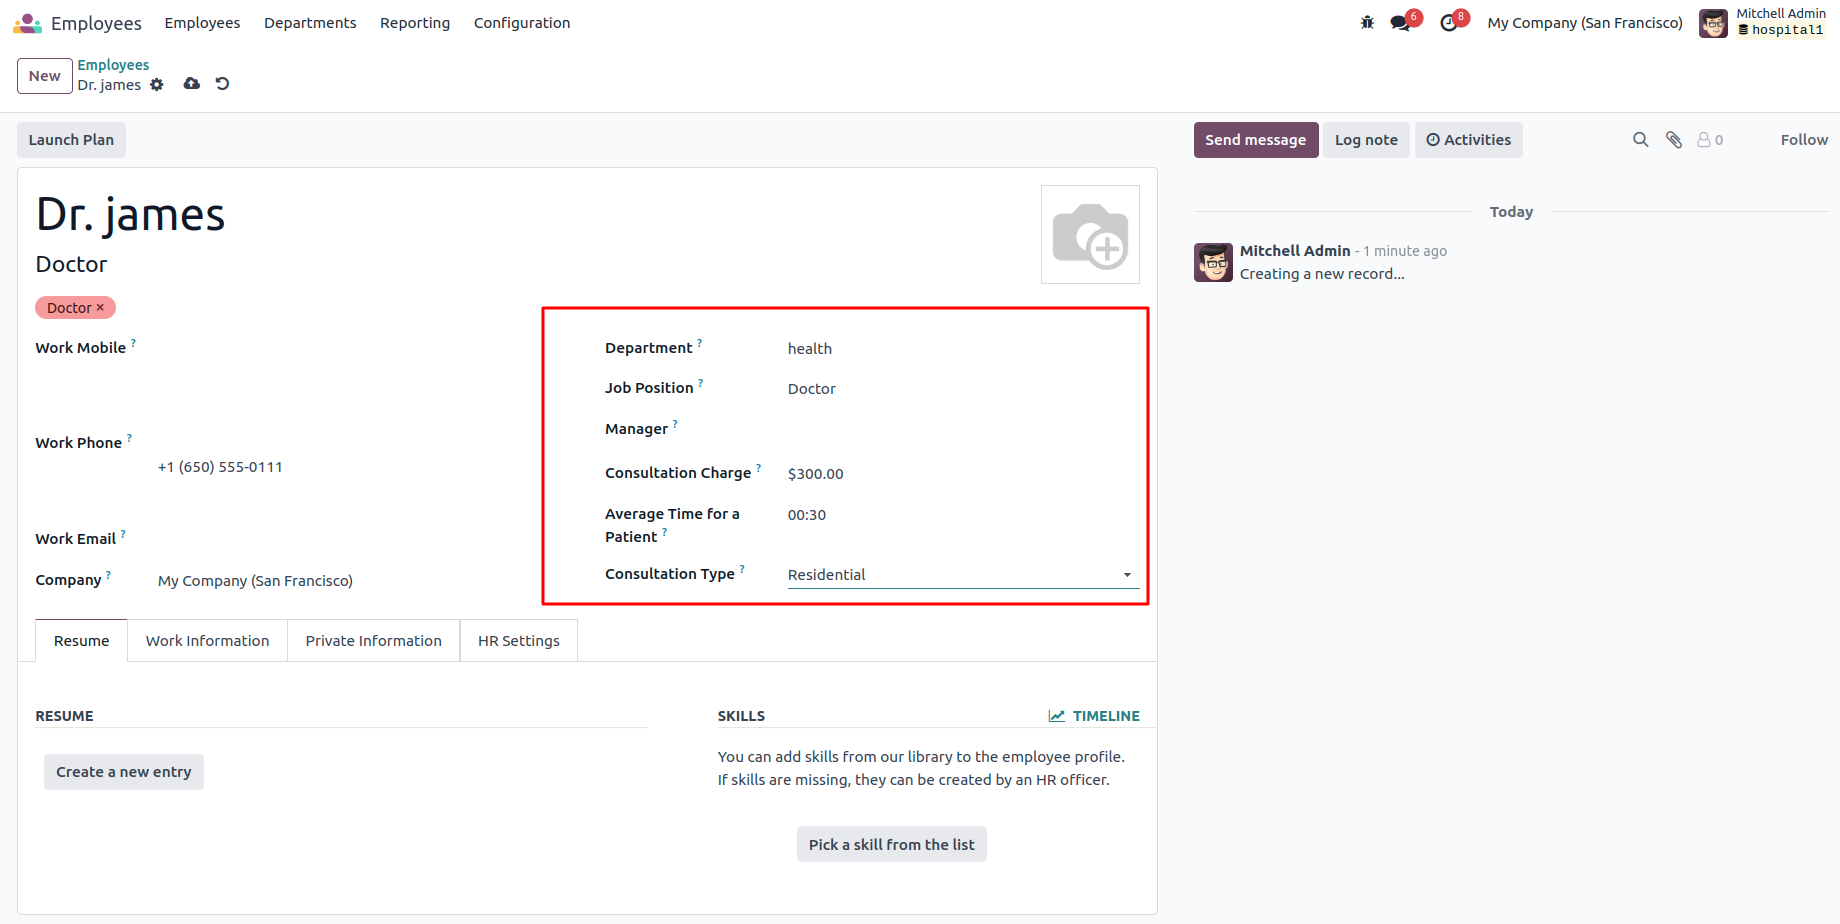 Employees Employees Departments Reporting Configuration 6 8 My Company (San Francisco) Mitchell Admin
hospital1
New Employees
Dr. james
Launch Plan Send message Log note Activities 0 Follow
Dr. james
Doctor
Doctor ×
Today
Mitchell Admin - 1 minute ago
Creating a new record...
Work Mobile ?
Work Phone ?
+1 (650) 555-0111
Work Email ?
Company ? My Company (San Francisco)
Department ? health
Job Position ? Doctor
Manager ?
Consultation Charge ? $300.00
Average Time for a 00:30
Patient ?
Consultation Type ? Residential
Resume Work Information Private Information HR Settings
RESUME
Create a new entry
SKILLS TIMELINE
You can add skills from our library to the employee profile.
If skills are missing, they can be created by an HR officer.
Pick a skill from the list